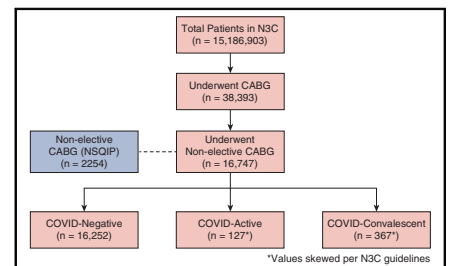 Total Patients in N3C
(n = 15,186,903)
Underwent CABG
(n = 38,393)
Non-elective
CABG (NSQIP)
(n = 2254)
Underwent
Non-elective CABG
(n = 16,747)
COVID-Negative
(n = 16,252)
COVID-Active
(n = 127*)
COVID-Convalescent
(n = 367*)
*Values skewed per N3C guidelines